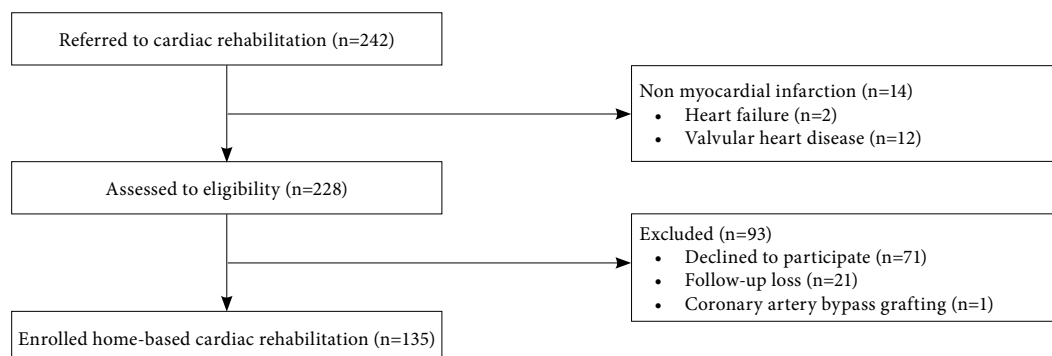 Referred to cardiac rehabilitation (n=242)
Non myocardial infarction (n=14)
• Heart failure (n=2)
• Valvular heart disease (n=12)
Assessed to eligibility (n=228)
Excluded (n=93)
• Declined to participate (n=71)
• Follow-up loss (n=21)
• Coronary artery bypass grafting (n=1)
Enrolled home-based cardiac rehabilitation (n=135)